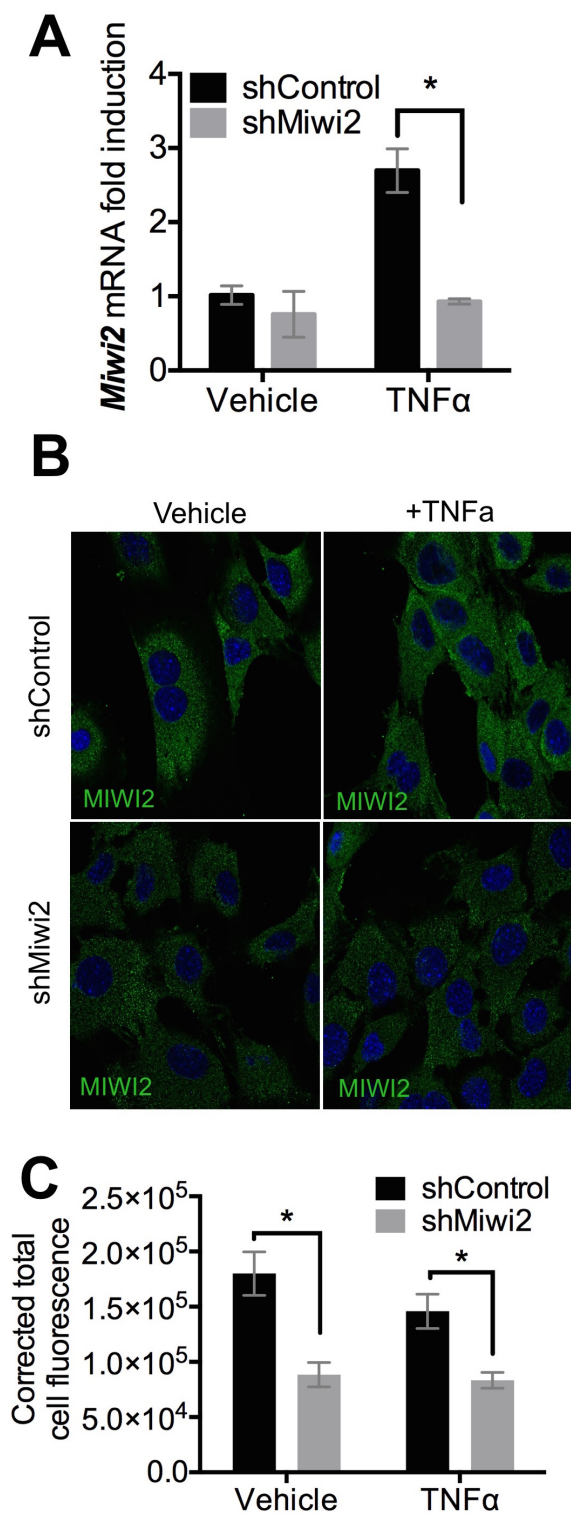 A
Miwi2 mRNA fold induction
4
3
2
1
0
shControl
shMiwi2
*
Vehicle
TNFα
B
Vehicle
+TNFa
shControl
MIWI2
MIWI2
shMiwi2
MIWI2
MIWI2
C
Corrected total
cell fluorescence
2.5×10⁵
2.0×10⁵
1.5×10⁵
1.0×10⁵
5.0×10⁴
0.0
shControl
shMiwi2
*
*
Vehicle
TNFα